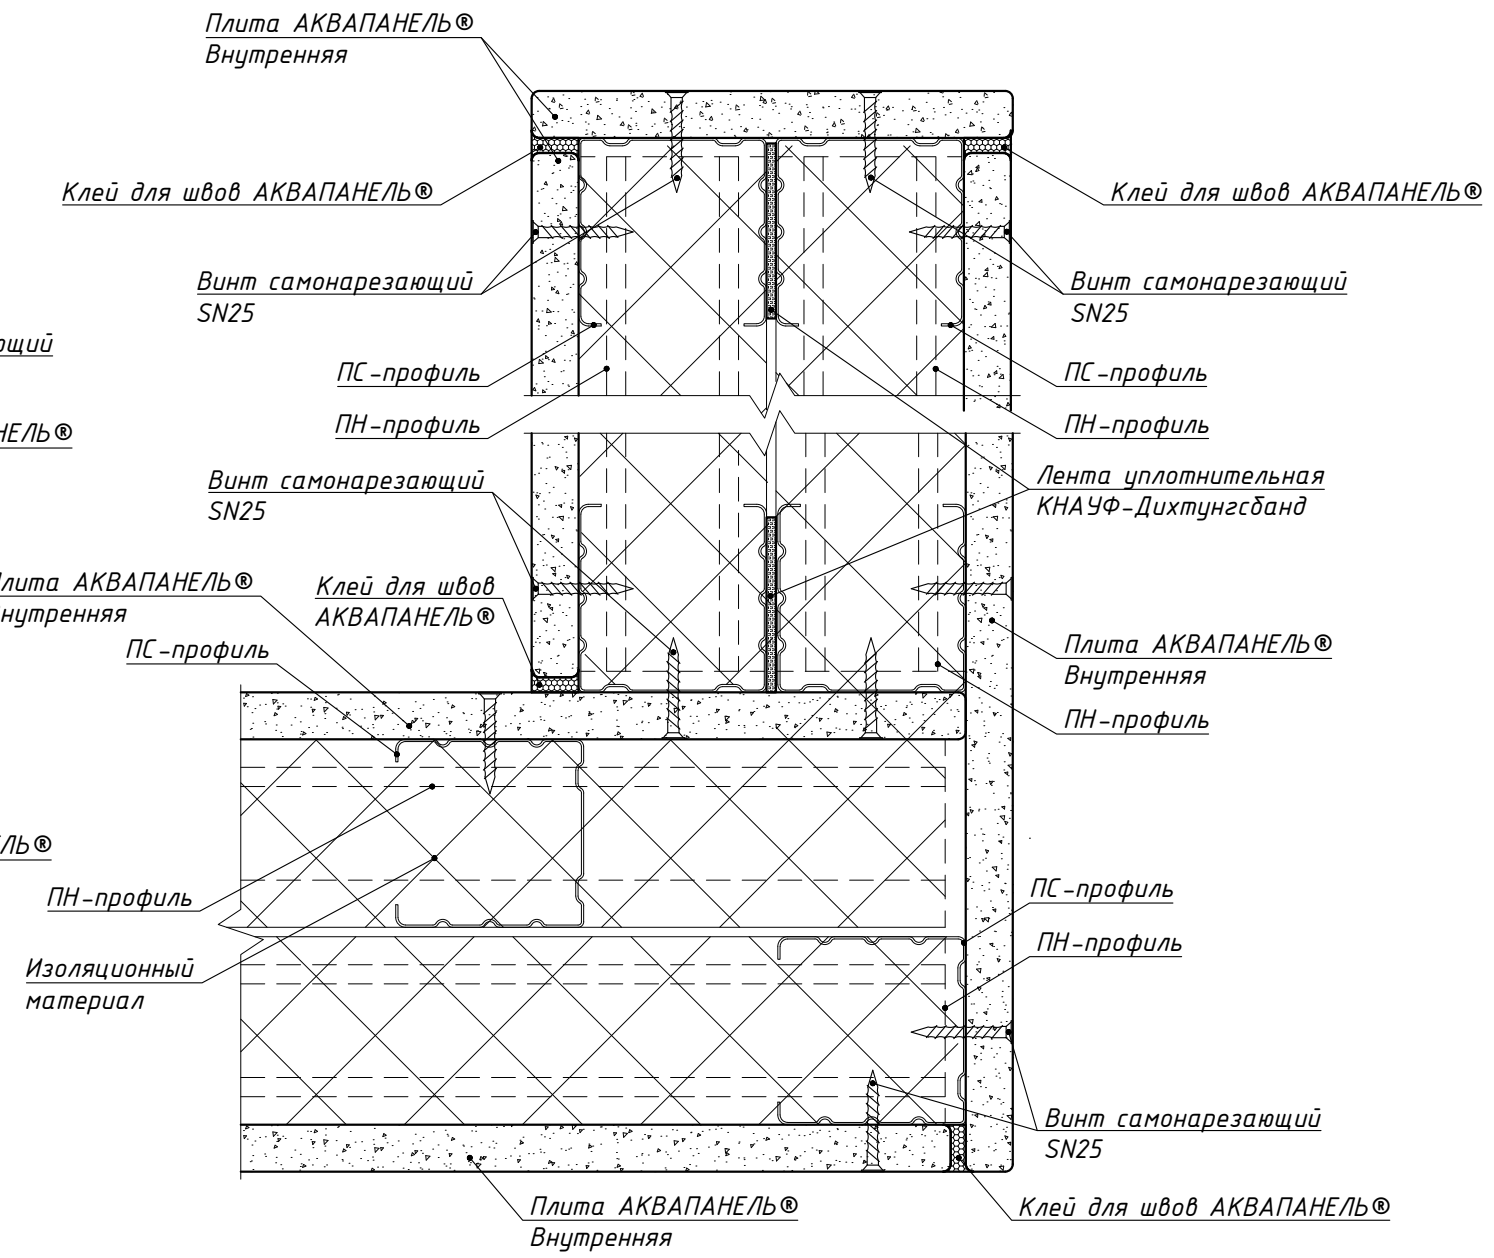 Плита АКВАПАНЕЛЬ®
Внутренняя
Клей для швов АКВАПАНЕЛЬ®
Клей для швов АКВАПАНЕЛЬ®
Винт самонарезающий
SN25
Винт самонарезающий
SN25
ПС-профиль
ПС-профиль
ПН-профиль
ПН-профиль
Винт самонарезающий
SN25
Лента уплотнительная
КНАУФ-Дихтунгсбанд
Плита АКВАПАНЕЛЬ®
Внутренняя
Клей для швов
АКВАПАНЕЛЬ®
ПС-профиль
Плита АКВАПАНЕЛЬ®
Внутренняя
ПН-профиль
ПН-профиль
ПС-профиль
ПН-профиль
Изоляционный
материал
Винт самонарезающий
SN25
Плита АКВАПАНЕЛЬ®
Внутренняя
Клей для швов АКВАПАНЕЛЬ®